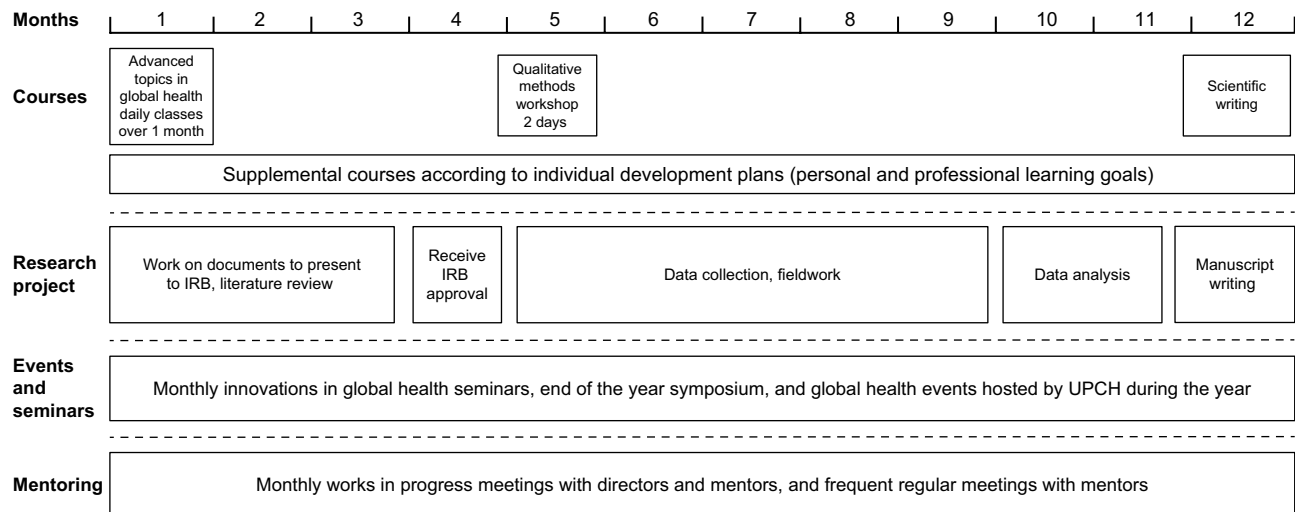 Months 1 2 3 4 5 6 7 8 9 10 11 12
Courses
Advanced
topics in
global health
daily classes
over 1 month
Qualitative
methods
workshop
2 days
Scientific
writing
Supplemental courses according to individual development plans (personal and professional learning goals)
Research
project
Work on documents to present
to IRB, literature review
Receive
IRB
approval
Data collection, fieldwork
Data analysis
Manuscript
writing
Events
and
seminars
Monthly innovations in global health seminars, end of the year symposium, and global health events hosted by UPCH during the year
Mentoring
Monthly works in progress meetings with directors and mentors, and frequent regular meetings with mentors